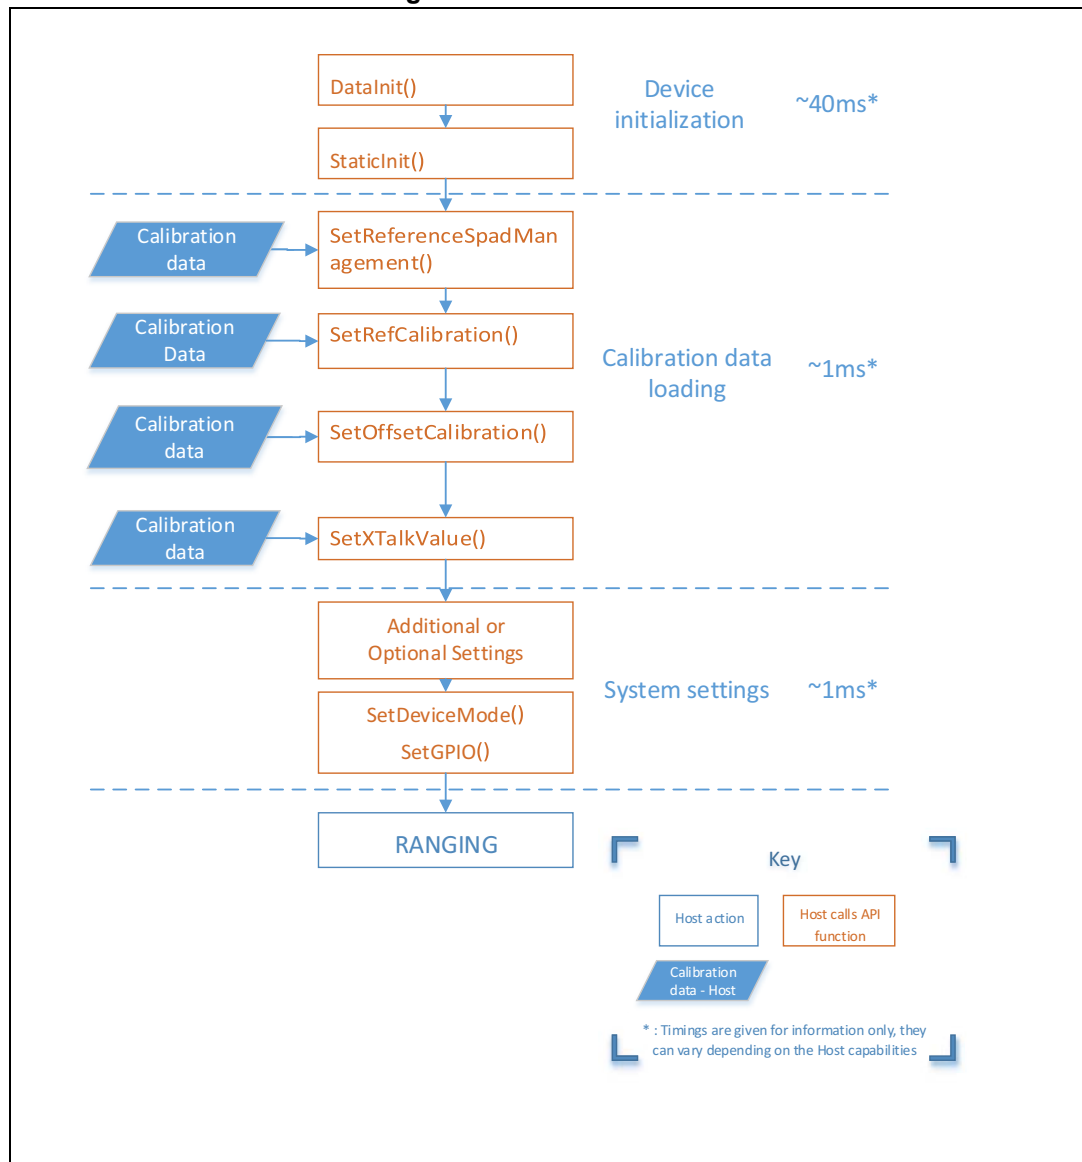 DataInit()
Device
initialization
~40ms*
StaticInit()
Calibration
data
SetReferenceSpadMan
agement()
Calibration
Data
SetRefCalibration()
Calibration data
loading
~1ms*
Calibration
data
SetOffsetCalibration()
Calibration
data
SetXTalkValue()
Additional or
Optional Settings
System settings
~1ms*
SetDeviceMode()
SetGPIO()
RANGING
Key
Host action
Host calls API
function
Calibration
data - Host
* : Timings are given for information only, they
can vary depending on the Host capabilities